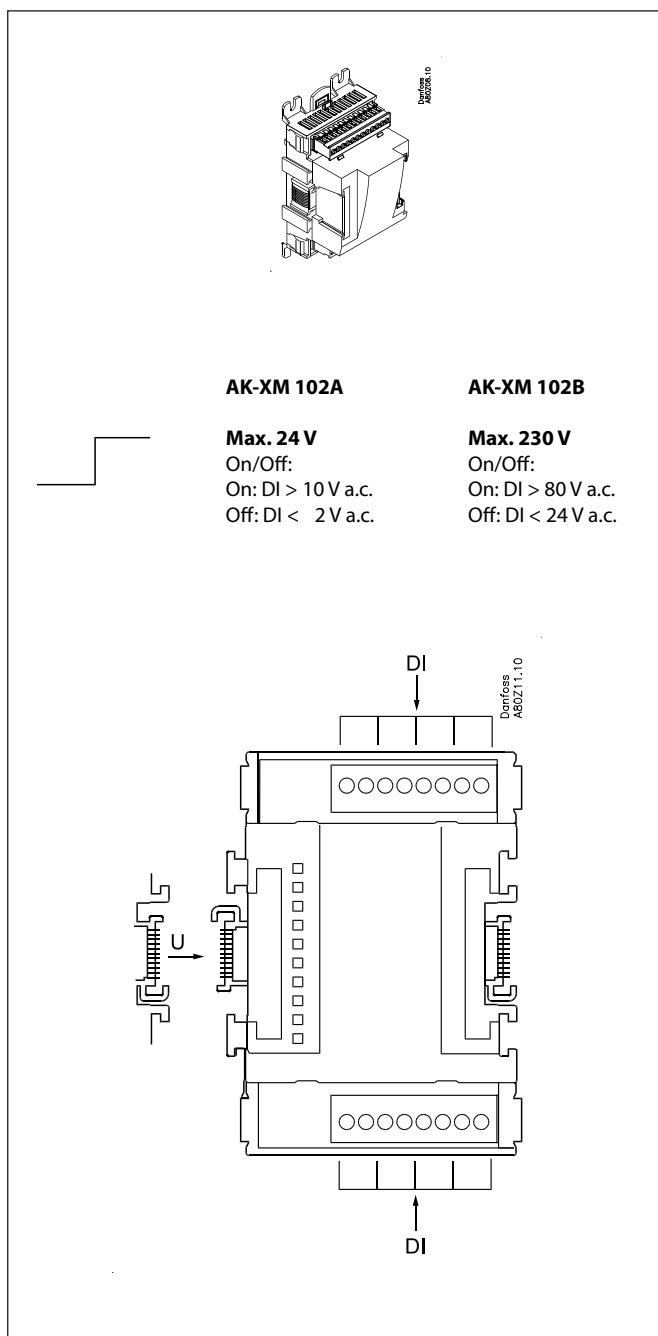 Danfoss
A80Z08.10
AK-XM 102A
AK-XM 102B
Max. 24 V
On/Off:
On: DI > 10 V a.c.
Off: DI < 2 V a.c.
Max. 230 V
On/Off:
On: DI > 80 V a.c.
Off: DI < 24 V a.c.
DI
Danfoss
A80Z11.10
U
DI